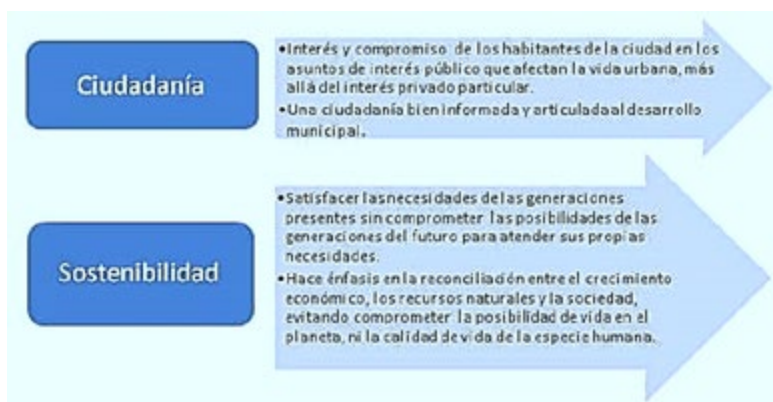 Ciudadanía
•Interés y compromiso de los habitantes de la ciudad en los
asuntos de interés público que afectan la vida urbana, más
allá del interés privado particular.
•Una ciudadanía bien informada y articulada al desarrollo
municipal.
Sostenibilidad
•Satisfacer las necesidades de las generaciones
presentes sin comprometer las posibilidades de las
generaciones del futuro para atender sus propias
necesidades.
•Hace énfasis en la reconciliación entre el crecimiento
económico, los recursos naturales y la sociedad,
evitando comprometer la posibilidad de vida en el
planeta, ni la calidad de vida de la especie humana.